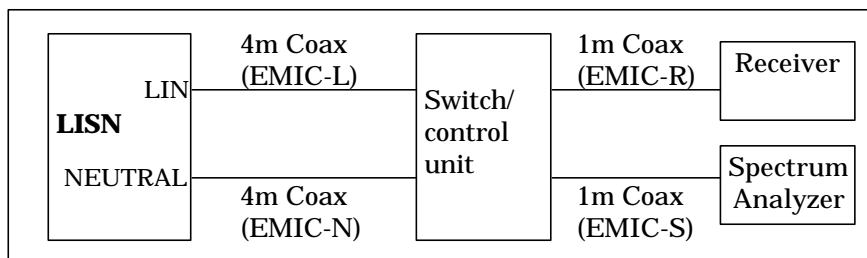 4m Coax
(EMIC-L)
1m Coax
(EMIC-R)
Receiver
LIN
LISN
Switch/
control
unit
NEUTRAL
4m Coax
(EMIC-N)
1m Coax
(EMIC-S)
Spectrum
Analyzer